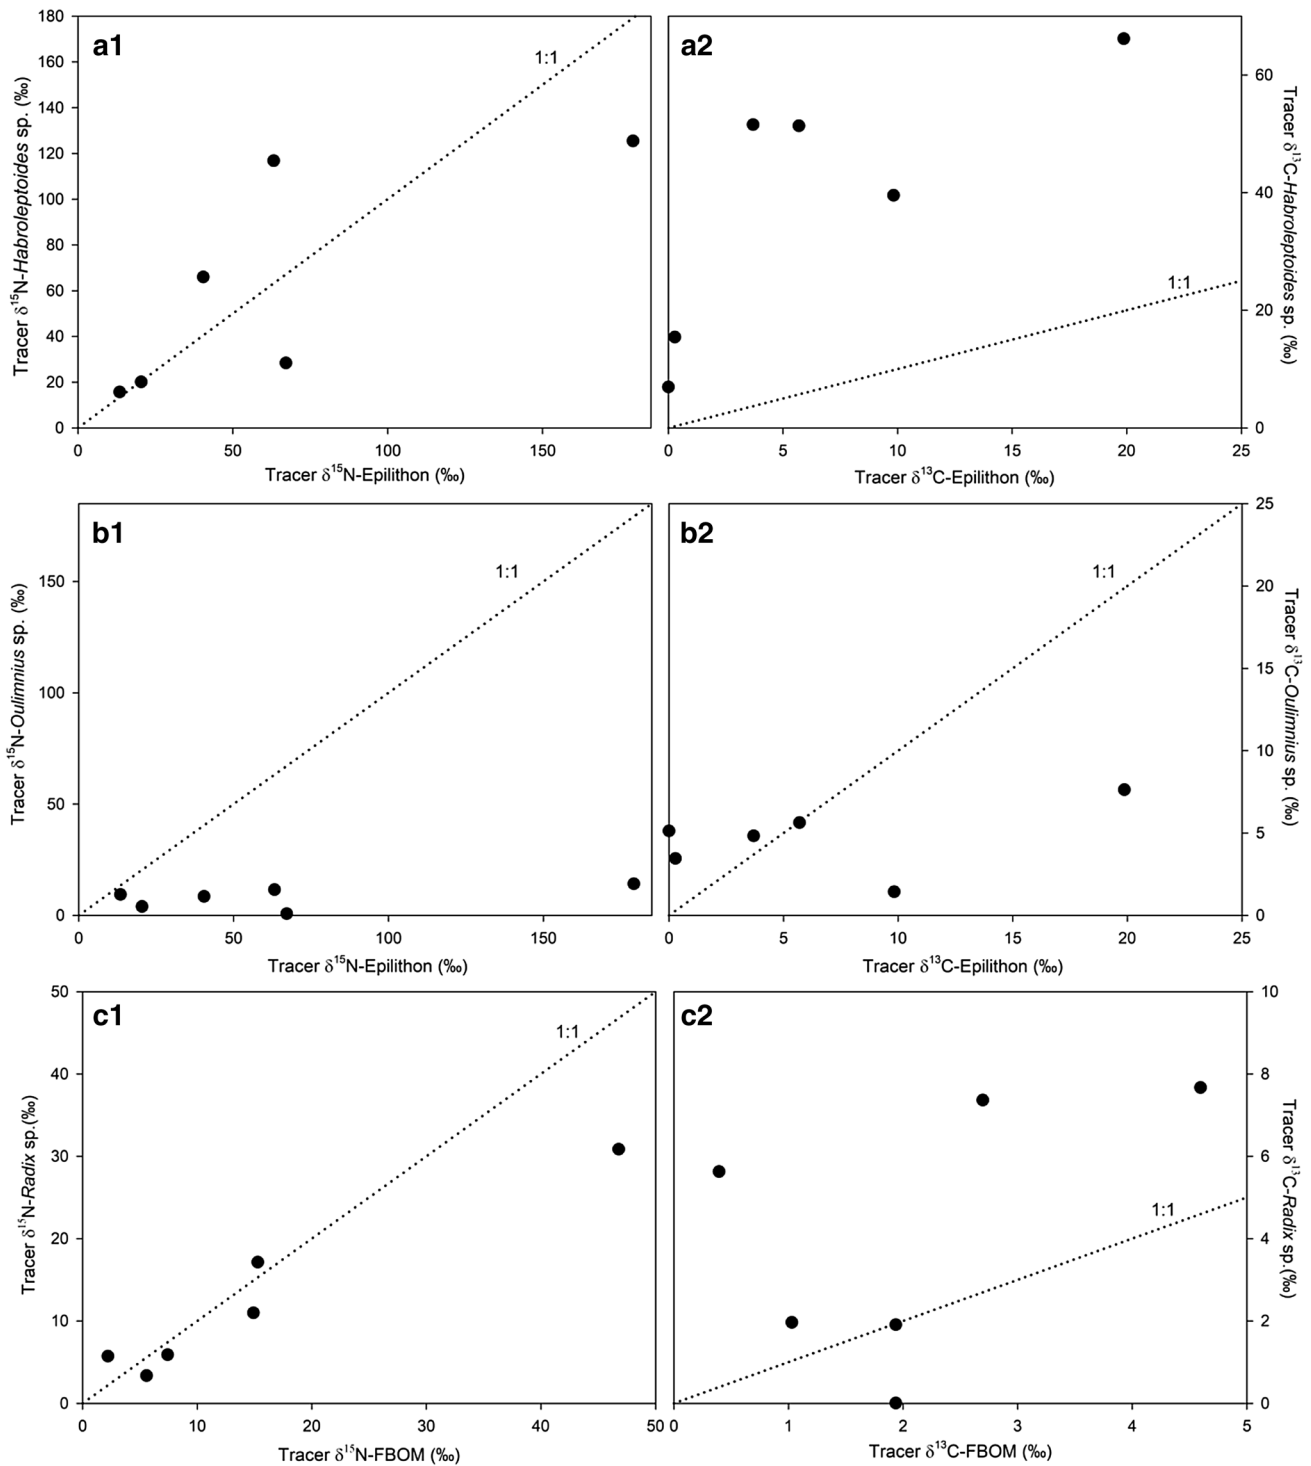 a1
1:1
180
160
140
120
100
80
60
40
20
0
Tracer δ15N-Habroleptoides sp. (‰)
0 50 100 150
Tracer δ15N-Epilithon (‰)
a2
1:1
60
40
20
0
Tracer δ13C-Habroleptoides sp. (‰)
0 5 10 15 20 25
Tracer δ13C-Epilithon (‰)
b1
1:1
150
100
50
0
Tracer δ15N-Oulimnius sp. (‰)
0 50 100 150
Tracer δ15N-Epilithon (‰)
b2
1:1
25
20
15
10
5
0
Tracer δ13C-Oulimnius sp. (‰)
0 5 10 15 20 25
Tracer δ13C-Epilithon (‰)
c1
1:1
50
40
30
20
10
0
Tracer δ15N-Radix sp.(‰)
0 10 20 30 40 50
Tracer δ15N-FBOM (‰)
c2
1:1
10
8
6
4
2
0
Tracer δ13C-Radix sp.(‰)
0 1 2 3 4 5
Tracer δ13C-FBOM (‰)